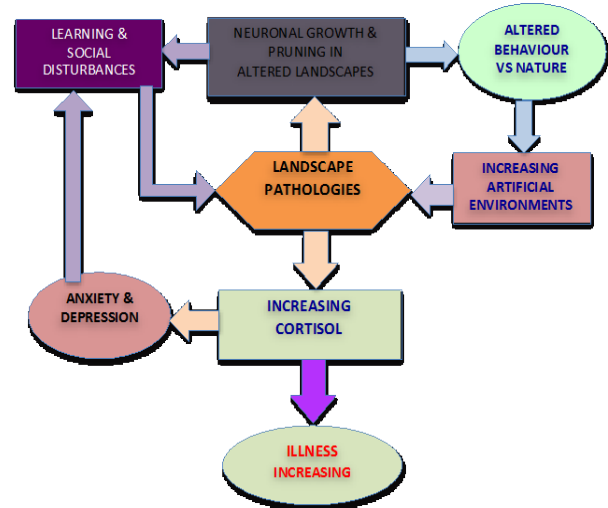 LEARNING &
SOCIAL
DISTURBANCES
NEURONAL GROWTH &
PRUNING IN
ALTERED LANDSCAPES
ALTERED
BEHAVIOUR
VS NATURE
LANDSCAPE
PATHOLOGIES
INCREASING
ARTIFICIAL
ENVIRONMENTS
ANXIETY &
DEPRESSION
INCREASING
CORTISOL
ILLNESS
INCREASING